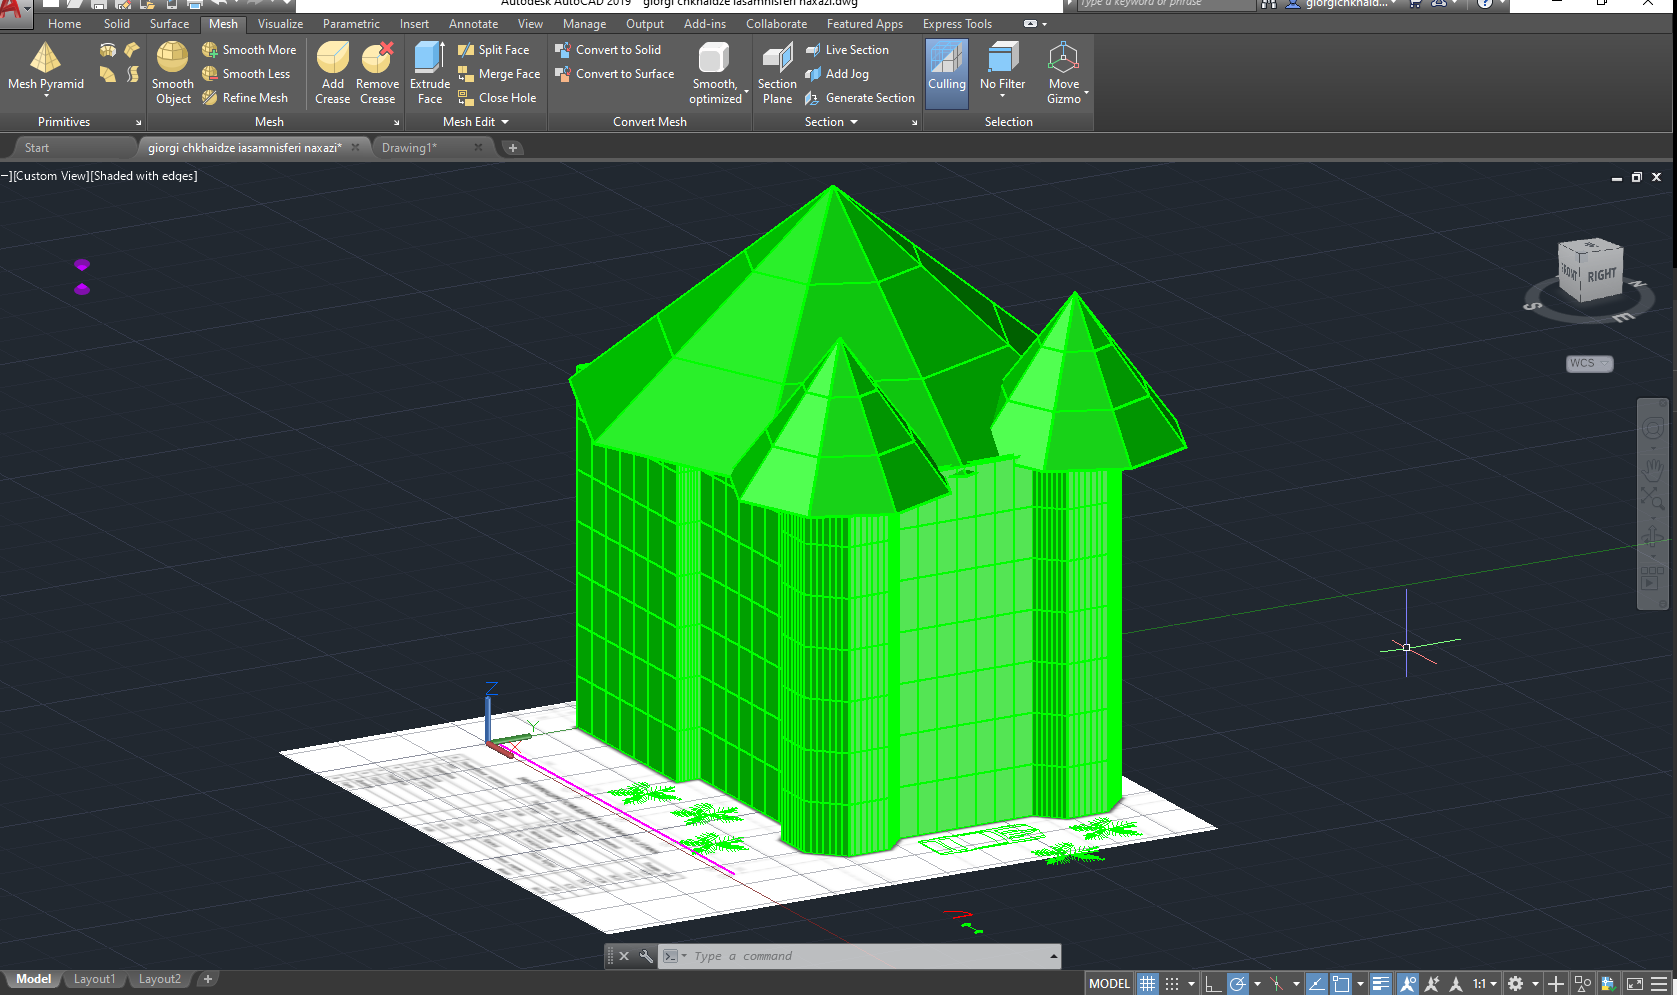 Autodesk AutoCAD 2019 giorgi chkhaidze iasamnisferi naxazi.dwg
Type a keyword or phrase
giorgichkhaid...
Home Solid Surface Mesh Visualize Parametric Insert Annotate View Manage Output Add-ins Collaborate Featured Apps Express Tools
Mesh Pyramid
Smooth Object
Smooth More
Smooth Less
Refine Mesh
Add Crease
Remove Crease
Extrude Face
Split Face
Merge Face
Close Hole
Convert to Solid
Convert to Surface
Smooth, optimized
Section Plane
Live Section
Add Jog
Generate Section
Culling
No Filter
Move Gizmo
Primitives Mesh Mesh Edit Convert Mesh Section Selection
Start giorgi chkhaidze iasamnisferi naxazi* Drawing1*
−][Custom View][Shaded with edges]
FRONT RIGHT
N
S
E
WCS
Z
Y
X
Type a command
Model Layout1 Layout2
MODEL 1:1